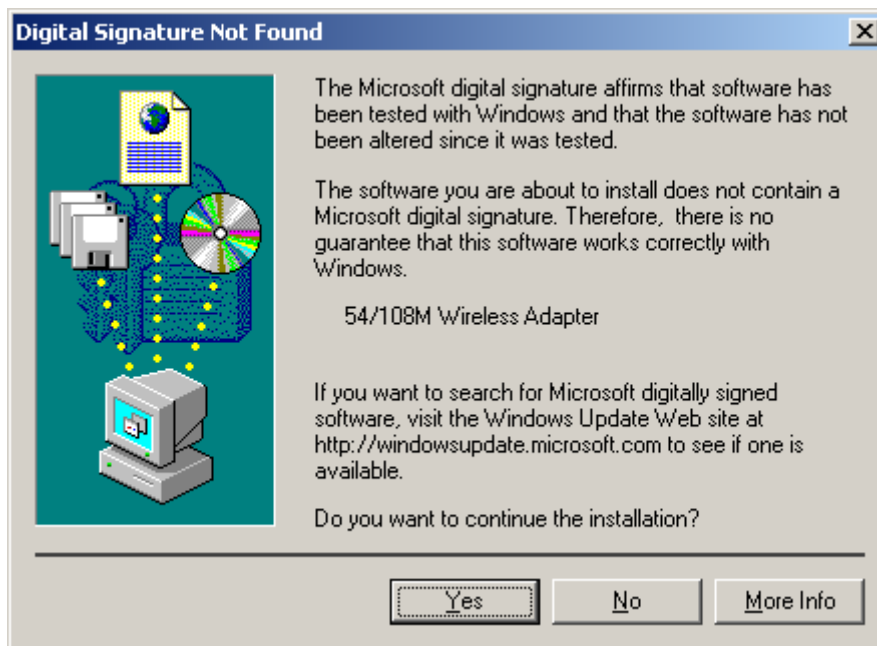 Digital Signature Not Found
The Microsoft digital signature affirms that software has
been tested with Windows and that the software has not
been altered since it was tested.
The software you are about to install does not contain a
Microsoft digital signature. Therefore,  there is no
guarantee that this software works correctly with
Windows.
54/108M Wireless Adapter
If you want to search for Microsoft digitally signed
software, visit the Windows Update Web site at
http://windowsupdate.microsoft.com to see if one is
available.
Do you want to continue the installation?
Yes No More Info